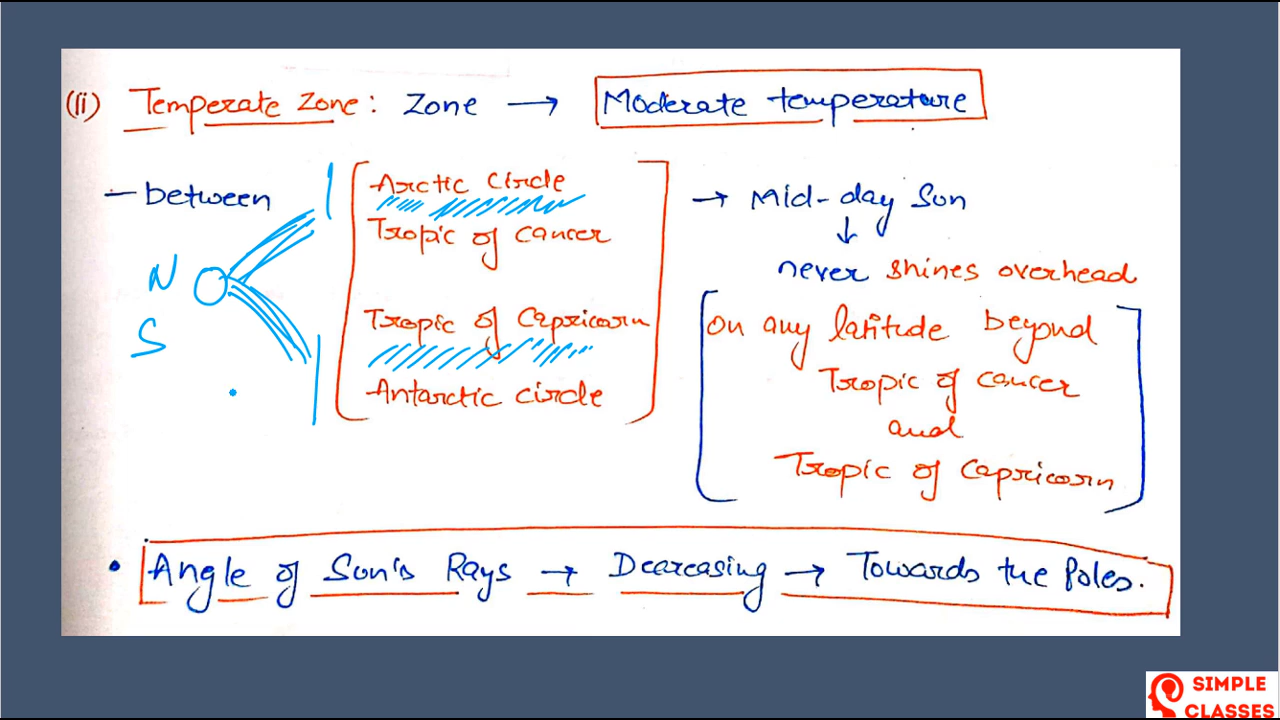 (ii) Temperate Zone: Zone → Moderate temperature
– between
Arctic Circle
Tropic of Cancer
Tropic of Capricorn
Antarctic circle
N
S
→ Mid-day Sun
↓
never shines overhead
on any latitude beyond
Tropic of Cancer
and
Tropic of Capricorn
• Angle of Sun's Rays → Decreasing → Towards the Poles.
SIMPLE
CLASSES